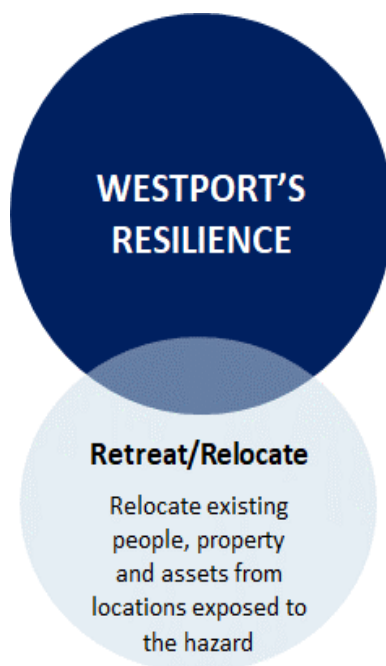 WESTPORT'S
RESILIENCE
Retreat/Relocate
Relocate existing
people, property
and assets from
locations exposed to
the hazard